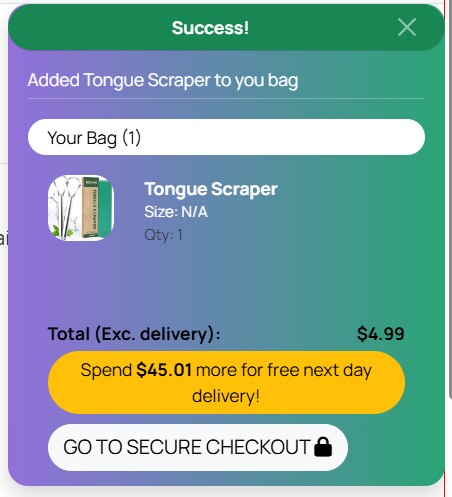 Success!
Added Tongue Scraper to you bag
Your Bag (1)
Tongue Scraper
Size: N/A
Qty: 1
Total (Exc. delivery): $4.99
Spend $45.01 more for free next day
delivery!
GO TO SECURE CHECKOUT